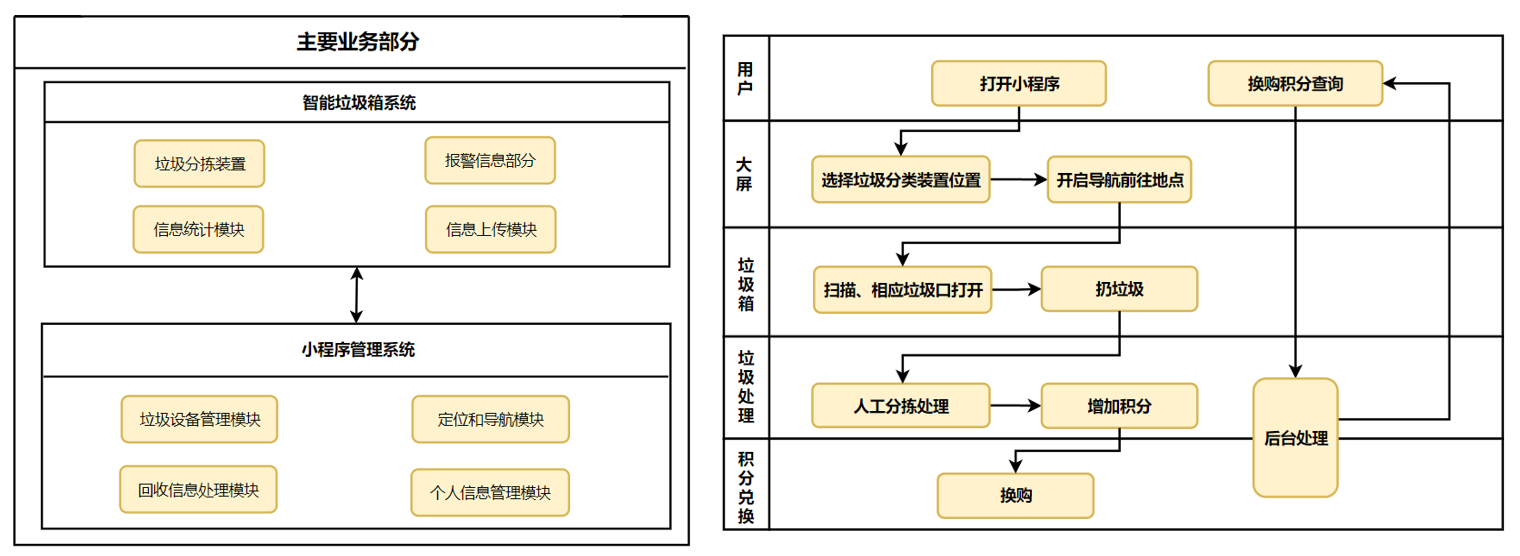 主要业务部分
智能垃圾箱系统
垃圾分拣装置
报警信息部分
信息统计模块
信息上传模块
小程序管理系统
垃圾设备管理模块
定位和导航模块
回收信息处理模块
个人信息管理模块
用户
打开小程序
换购积分查询
大屏
选择垃圾分类装置位置
开启导航前往地点
垃圾箱
扫描、相应垃圾口打开
扔垃圾
垃圾处理
人工分拣处理
增加积分
后台处理
积分兑换
换购